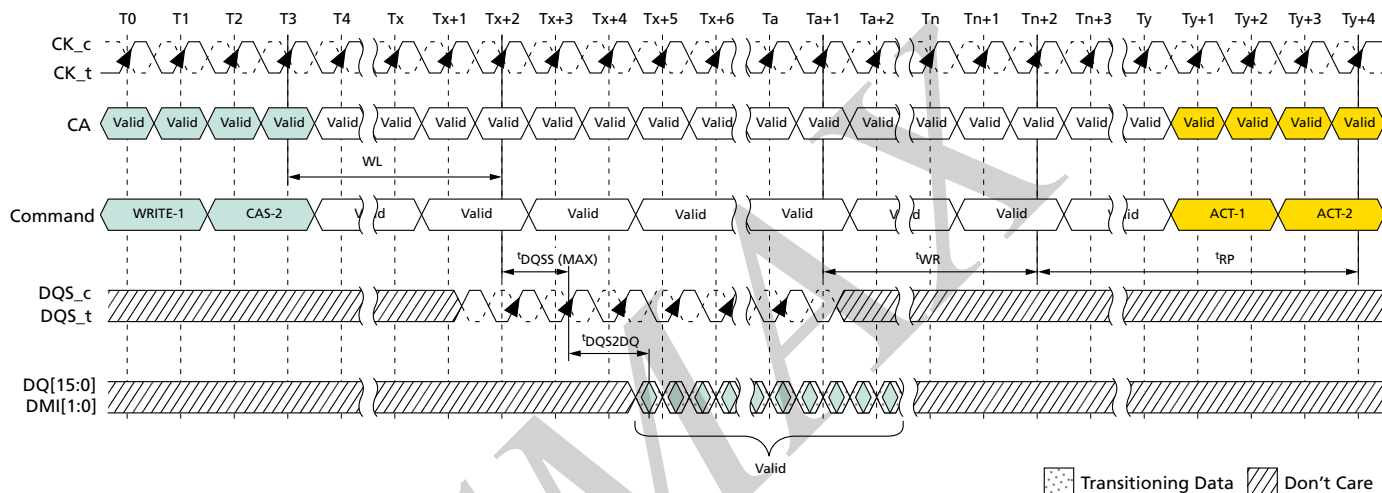 T0 T1 T2 T3 T4 Tx Tx+1 Tx+2 Tx+3 Tx+4 Tx+5 Tx+6 Ta Ta+1 Ta+2 Tn Tn+1 Tn+2 Tn+3 Ty Ty+1 Ty+2 Ty+3 Ty+4
CK_c
CK_t
CA Valid Valid Valid Valid Valid Valid Valid Valid Valid Valid Valid Valid Valid Valid Valid Valid Valid Valid Valid Valid Valid Valid Valid Valid
WL
Command WRITE-1 CAS-2 Valid Valid Valid Valid Valid Valid Valid Valid ACT-1 ACT-2
tDQSS (MAX) tWR tRP
DQS_c
DQS_t
tDQS2DQ
DQ[15:0]
DMI[1:0]
Valid
Transitioning Data Don't Care